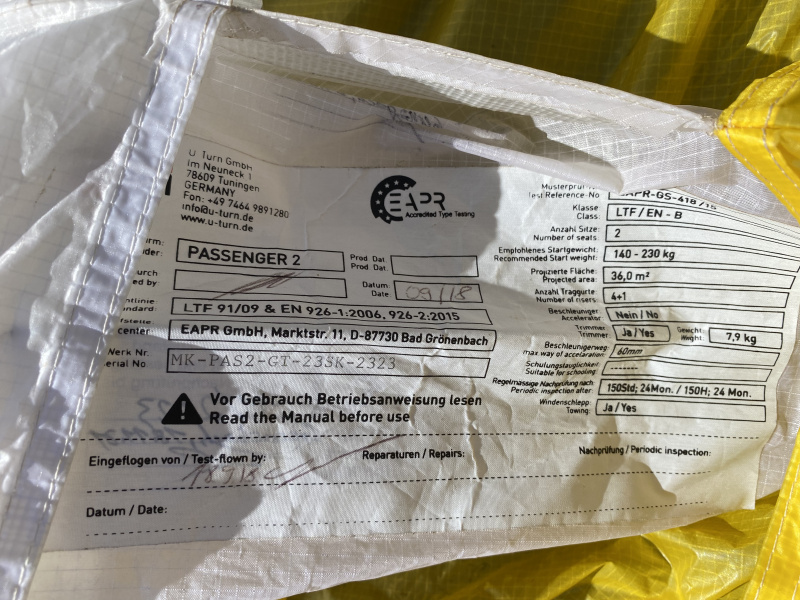 U Turn GmbH
Im Neuneck 1
78609 Tuningen
GERMANY
Fon: +49 7464 9891280
info@u-turn.de
www.u-turn.de
EAPR
Accredited Type Testing
PASSENGER 2
Prod. Dat.
Prod. Dat.
Datum:
Date
09/18
LTF 91/09 & EN 926-1:2006, 926-2:2015
center:
EAPR GmbH, Marktstr. 11, D-87730 Bad Grönenbach
Werk Nr.
MK-PAS2-GT-23SK-2323
Vor Gebrauch Betriebsanweisung lesen
Read the Manual before use
Test Reference-No
EAPR-GS-418/15
Klasse
Class:
LTF/EN - B
Anzahl Sitze:
Number of seats:
2
Empfohlenes Startgewicht:
Recommended Start weight:
140 - 230 kg
Projizierte Fläche:
Projected area:
36,0 m²
Anzahl Traggurte:
Number of risers:
4+1
Beschleuniger
Accelerator
Nein / No
Trimmer
Trimmer:
Ja/Yes
Gewicht:
Weight:
7,9 kg
Beschleunigerweg:
max way of accelaration:
60mm
Schulungstauglichkeit:
Suitable for schooling:
------
Regelmässige Nachprüfung nach:
Periodic inspection after:
150Std; 24Mon. / 150H; 24 Mon.
Windenschlepp:
Towing:
Ja/Yes
Eingeflogen von / Test-flown by:
Reparaturen / Repairs:
Nachprüfung / Periodic inspection:
Datum / Date: